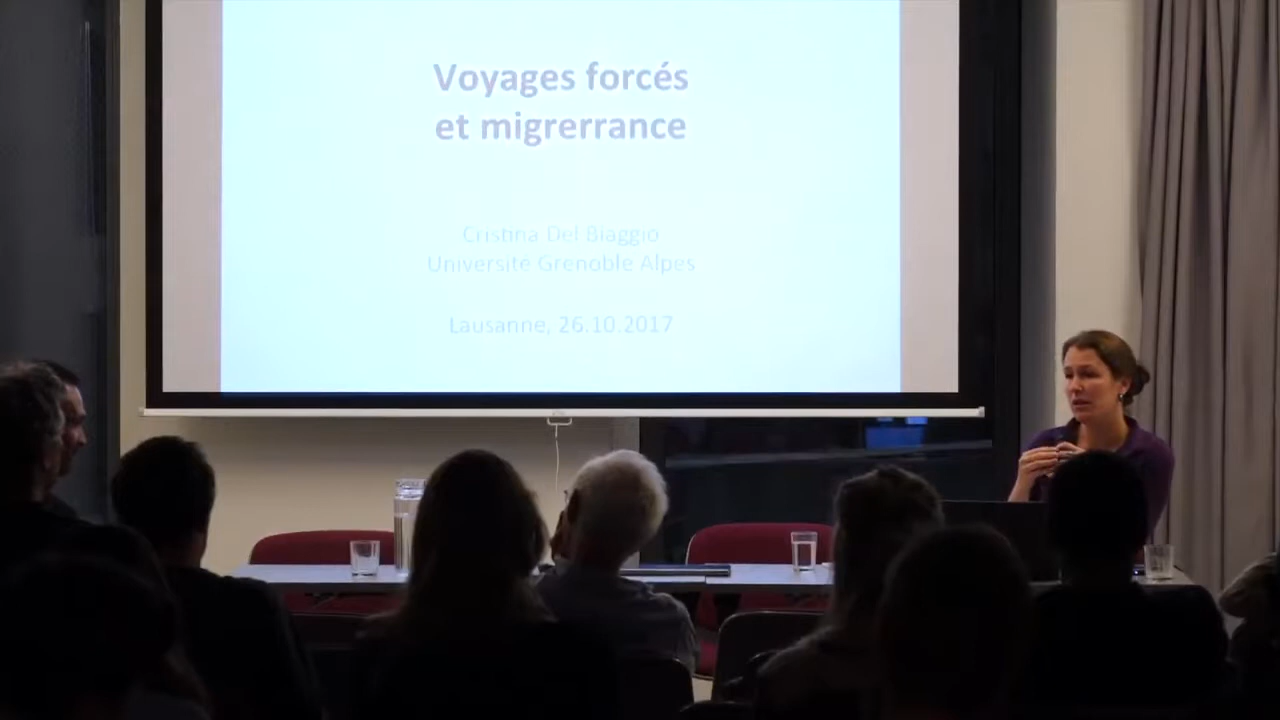 Voyages forcés
et migrerrance
Cristina Del Biaggio
Université Grenoble Alpes
Lausanne, 26.10.2017